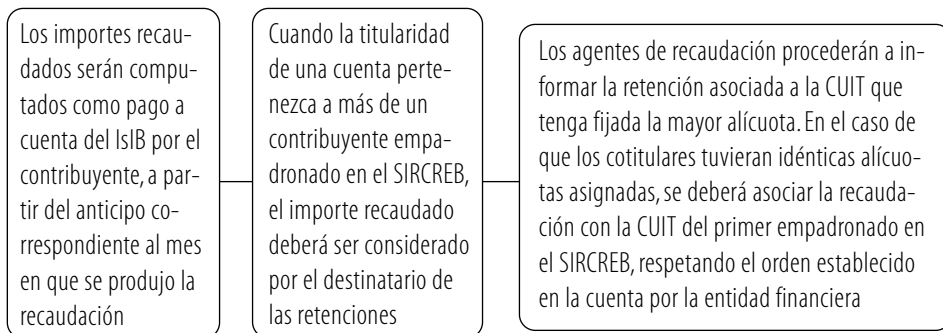 Los importes recau-
dados serán compu-
tados como pago a
cuenta del IsIB por el
contribuyente, a par-
tir del anticipo co-
rrespondiente al mes
en que se produjo la
recaudación
Cuando la titularidad
de una cuenta perte-
nezca a más de un
contribuyente empa-
dronado en el SIRCREB,
el importe recaudado
deberá ser considerado
por el destinatario de
las retenciones
Los agentes de recaudación procederán a in-
formar la retención asociada a la CUIT que
tenga fijada la mayor alícuota. En el caso de
que los cotitulares tuvieran idénticas alícuo-
tas asignadas, se deberá asociar la recauda-
ción con la CUIT del primer empadronado en
el SIRCREB, respetando el orden establecido
en la cuenta por la entidad financiera